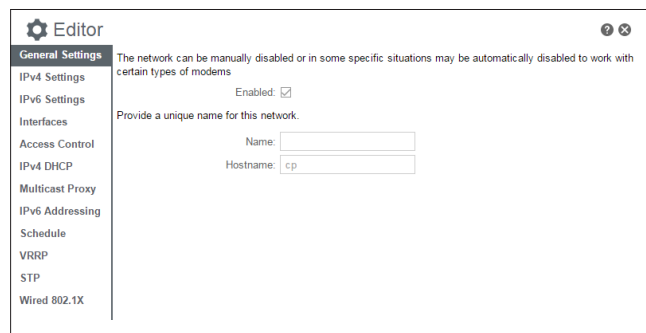 Editor
General Settings
IPv4 Settings
IPv6 Settings
Interfaces
Access Control
IPv4 DHCP
Multicast Proxy
IPv6 Addressing
Schedule
VRRP
STP
Wired 802.1X
The network can be manually disabled or in some specific situations may be automatically disabled to work with
certain types of modems
Enabled:
Provide a unique name for this network.
Name:
Hostname: cp